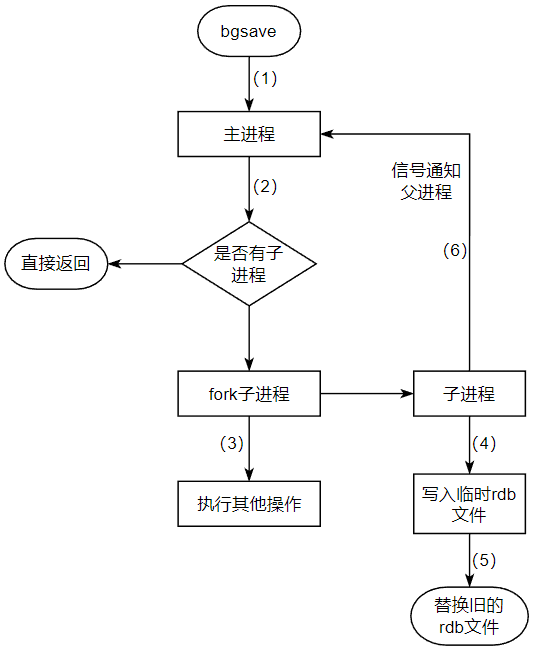 bgsave
(1)
主进程
(2)
信号通知
父进程
是否有子
进程
直接返回
(6)
fork子进程
子进程
(3)
(4)
执行其他操作
写入临时rdb
文件
(5)
替换旧的
rdb文件